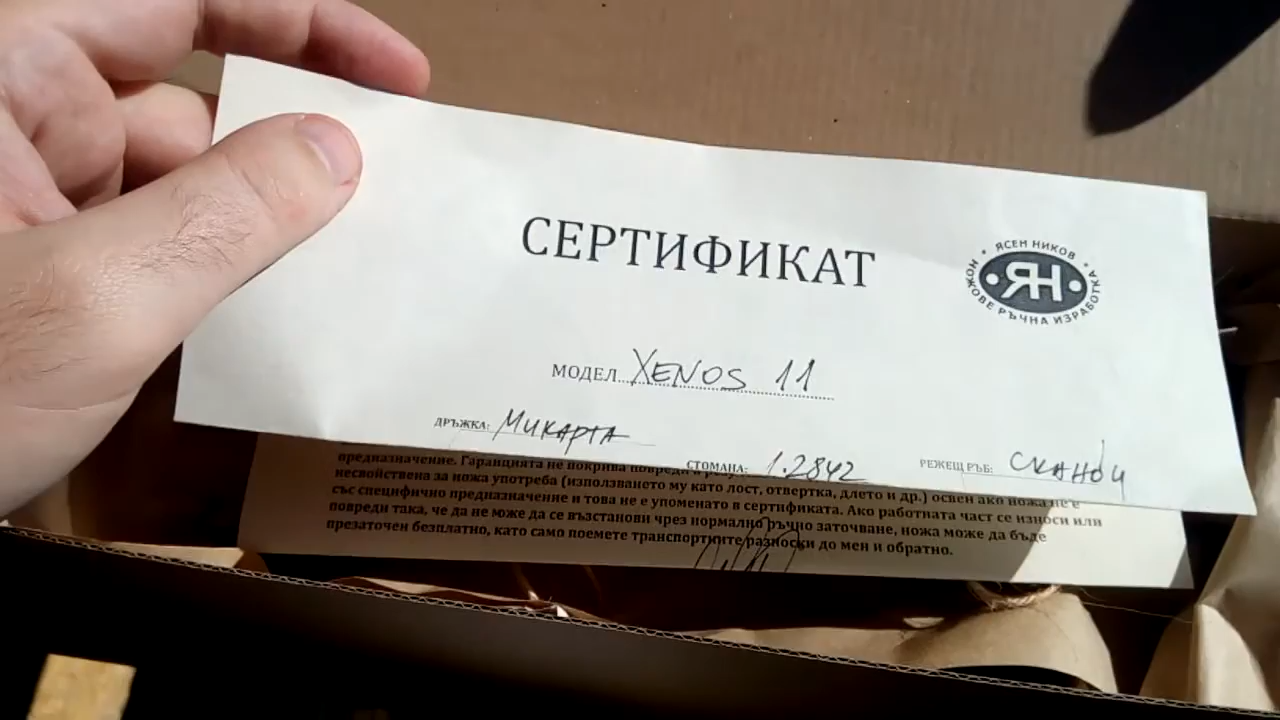 СЕРТИФИКАТ
ЯСЕН НИКОВ
ЯН
НОЖОВЕ РЪЧНА ИЗРАБОТКА
МОДЕЛ XENOS 11
ДРЪЖКА: МИКАРТА
СТОМАНА: 1.2842
РЕЖЕЩ РЪБ: СКАНДИ
предназначение. Гаранцията не покрива повреди в
несвойствена за ножа употреба (използването му като лост, отвертка, длето и др.) освен ако ножа не е
със специфично предназначение и това не е упоменато в сертификата. Ако работната част се износи или
повреди така, че да не може да се възстанови чрез нормално ръчно заточване, ножа може да бъде
презаточен безплатно, като само поемете транспортните разноски до мен и обратно.